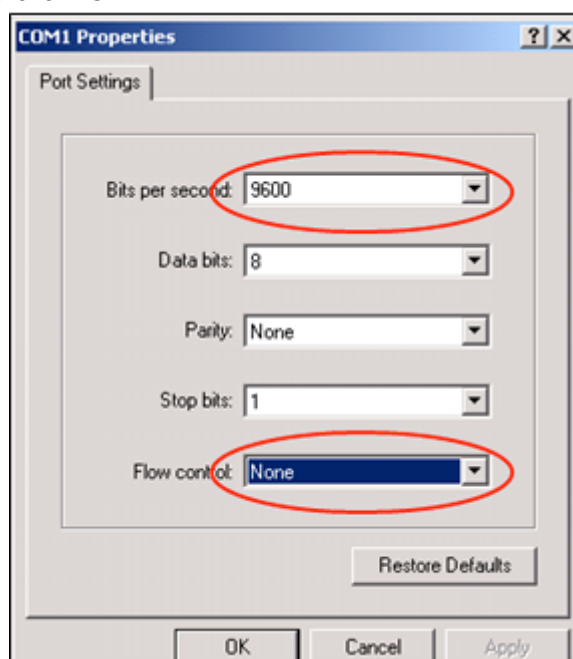 COM1 Properties
Port Settings
Bits per second: 9600
Data bits: 8
Parity: None
Stop bits: 1
Flow control: None
Restore Defaults
OK Cancel Apply